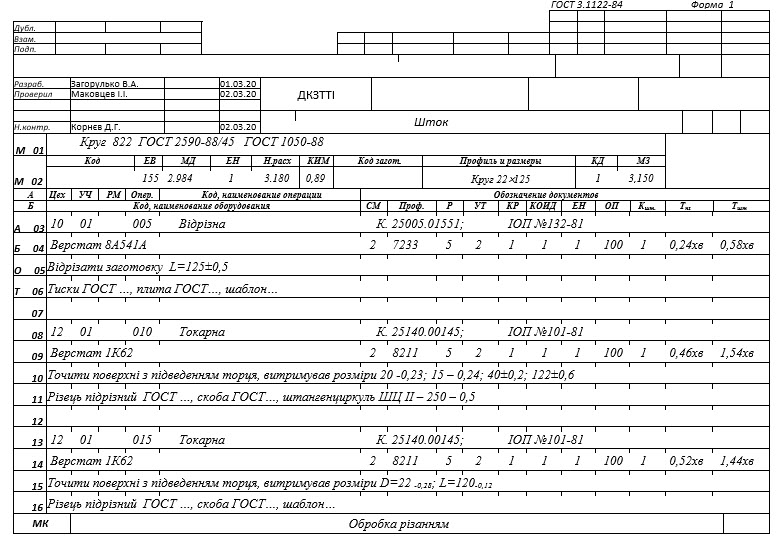 ГОСТ 3.1122-84 Форма 1
Дубл.
Взам.
Подп.
Разраб. Загорулько В.А. 01.03.20
Проверил Маковцев І.І. 02.03.20
ДКЗТТІ
Н.контр. Корнєв Д.Г. 02.03.20
Шток
М 01 Круг 822 ГОСТ 2590-88/45 ГОСТ 1050-88
Код ЕВ МД ЕН Н.расх КИМ Код загот. Профиль и размеры КД МЗ
М 02 155 2.984 1 3.180 0,89 Круг 22×125 1 3,150
А Цех УЧ РМ Опер. Код, наименование операции Обозначение документов
Б Код, наименование оборудования СМ Проф. Р УТ КР КОИД ЕН ОП Кшт. Тпз Тшт
А 03 10 01 005 Відрізна К. 25005.01551; ІОП №132-81
Б 04 Верстат 8А541А 2 7233 5 2 1 1 1 100 1 0,24хв 0,58хв
О 05 Відрізати заготовку L=125±0,5
Т 06 Тиски ГОСТ …, плита ГОСТ…, шаблон…
07
08 12 01 010 Токарна К. 25140.00145; ІОП №101-81
09 Верстат 1К62 2 8211 5 2 1 1 1 100 1 0,46хв 1,54хв
10 Точити поверхні з підведенням торця, витримував розміри 20 -0,23; 15 – 0,24; 40±0,2; 122±0,6
11 Різець підрізний ГОСТ …, скоба ГОСТ…, штангенциркуль ШЦ ІІ – 250 – 0,5
12
13 12 01 015 Токарна К. 25140.00145; ІОП №101-81
14 Верстат 1К62 2 8211 5 2 1 1 1 100 1 0,52хв 1,44хв
15 Точити поверхні з підведенням торця, витримував розміри D=22 -0,28; L=120-0,12
16 Різець підрізний ГОСТ …, скоба ГОСТ…, шаблон…
МК Обробка різанням